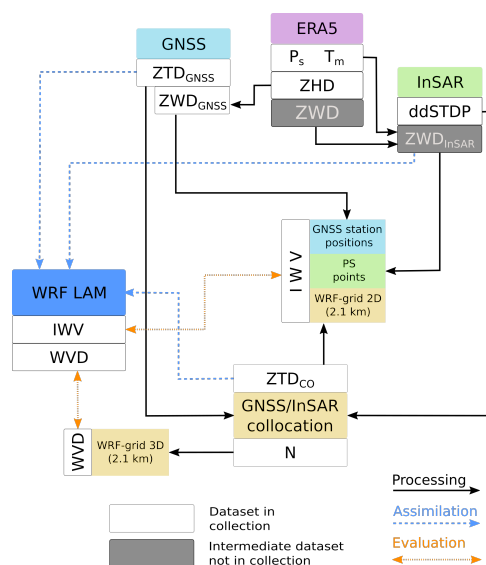 ERA5
GNSS
Ps Tm
InSAR
ZTDGNSS
ZHD
ZWDGNSS
ZWD
ddSTDP
ZWDInSAR
IWV
GNSS station
positions
PS
points
WRF-grid 2D
(2.1 km)
WRF LAM
IWV
WVD
ZTDCO
GNSS/InSAR
collocation
N
WVD
WRF-grid 3D
(2.1 km)
Processing
Assimilation
Evaluation
Dataset in
collection
Intermediate dataset
not in collection